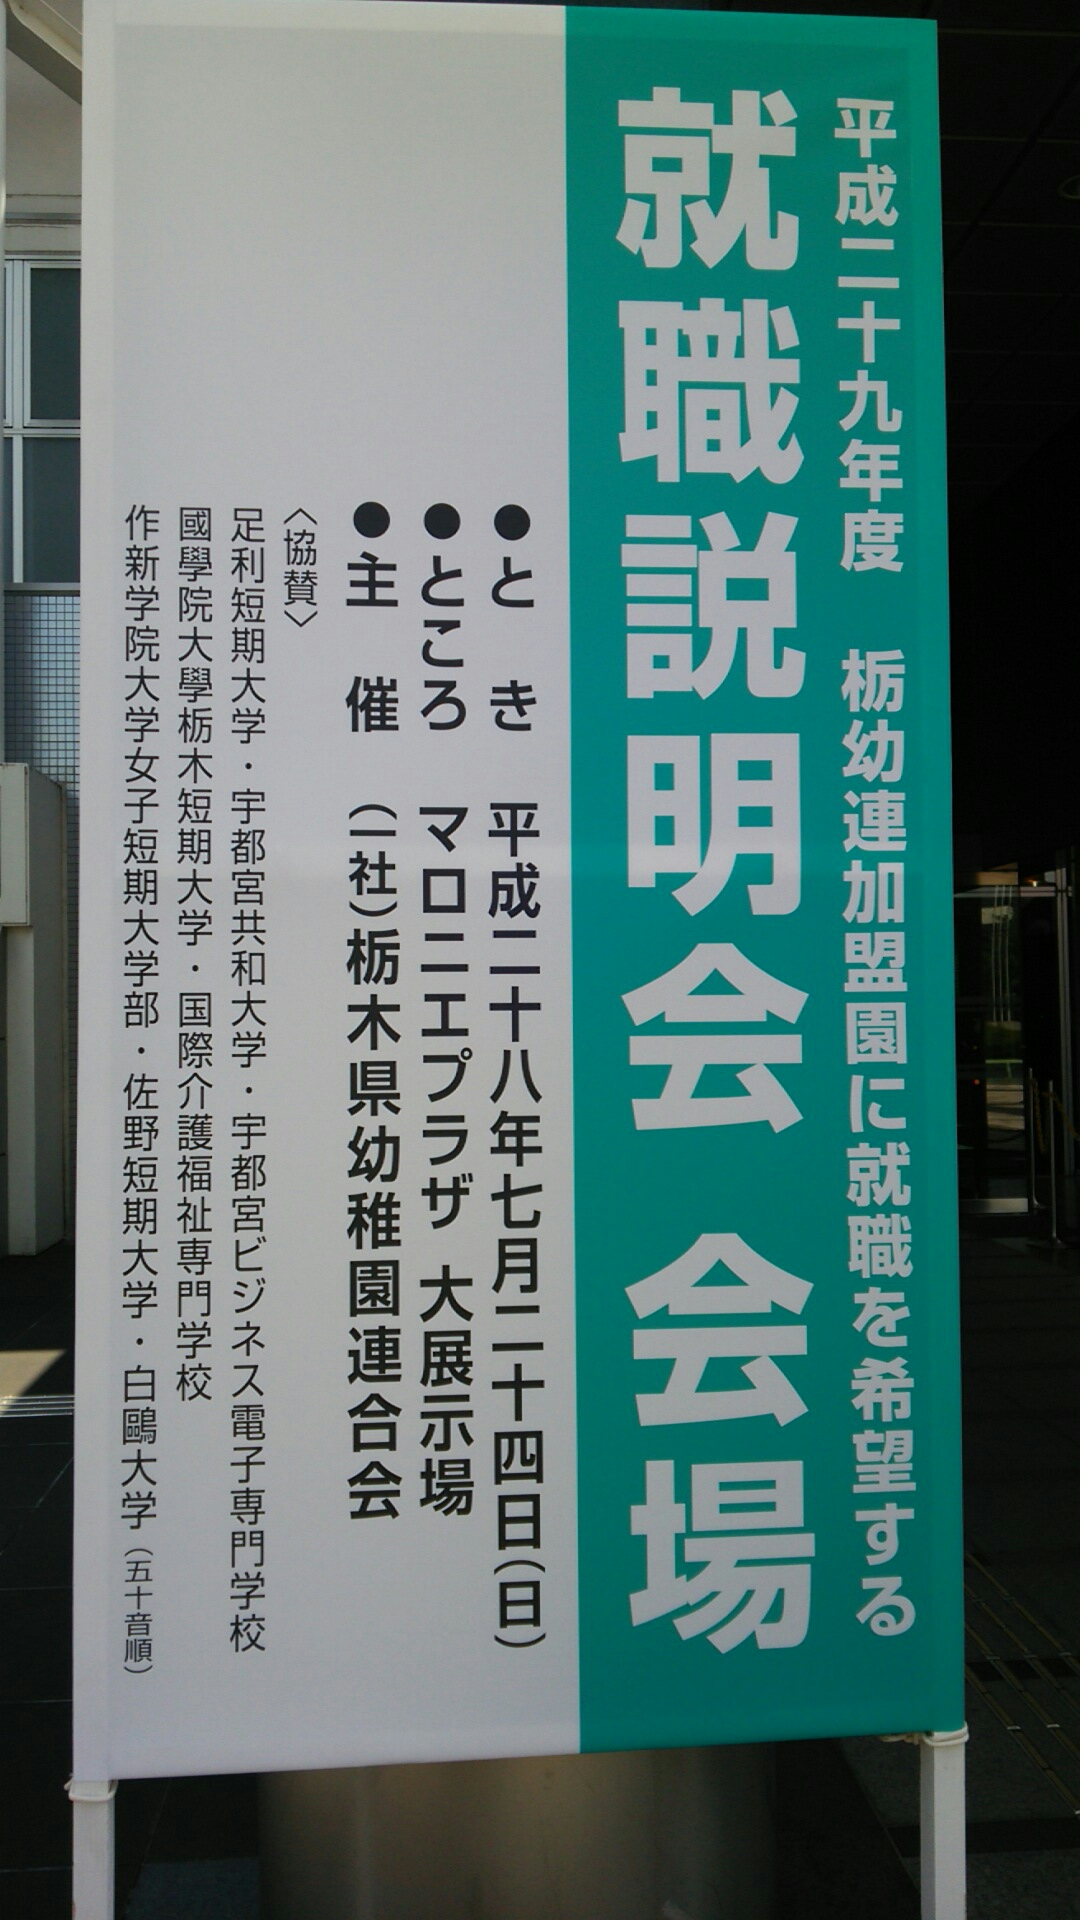 平成二十九年度 栃幼連加盟園に就職を希望する
就職説明会 会場
●と き 平成二十八年七月二十四日(日)
●ところ マロニエプラザ 大展示場
●主 催 (一社)栃木県幼稚園連合会
〈協賛〉
足利短期大学・宇都宮共和大学・宇都宮ビジネス電子専門学校
國學院大學栃木短期大学・国際介護福祉専門学校
作新学院大学女子短期大学部・佐野短期大学・白鷗大学(五十音順)